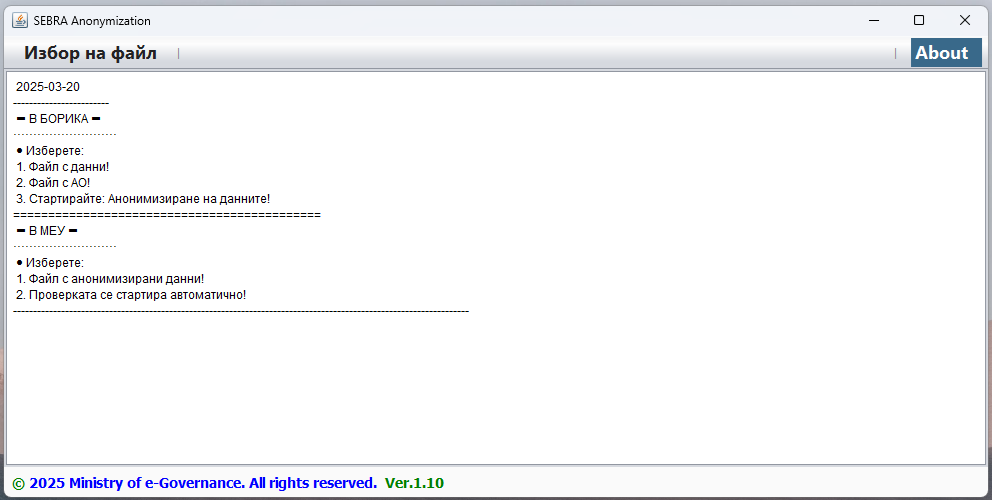 SEBRA Anonymization
Избор на файл | | About
2025-03-20
------------------------
━ В БОРИКА ━
--------------------------
● Изберете:
1. Файл с данни!
2. Файл с АО!
3. Стартирайте: Анонимизиране на данните!
============================================
━ В МЕУ ━
--------------------------
● Изберете:
1. Файл с анонимизирани данни!
2. Проверката се стартира автоматично!
------------------------------------------------------------------------------------------------------------------
© 2025 Ministry of e-Governance. All rights reserved. Ver.1.10